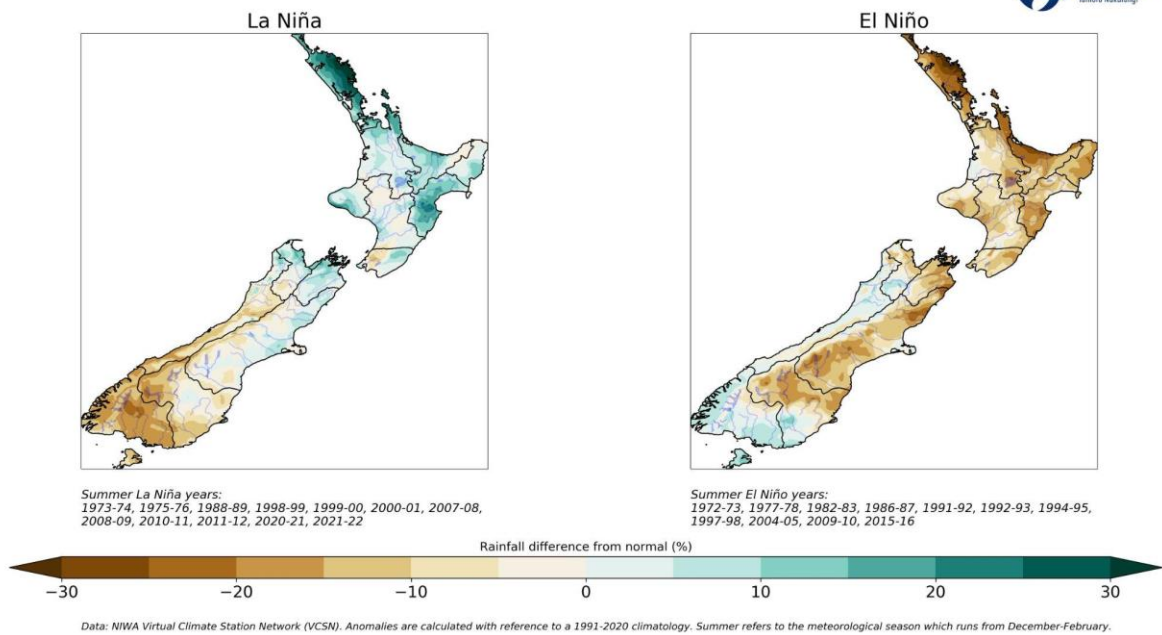 La Niña
El Niño
Summer La Niña years:
1973-74, 1975-76, 1988-89, 1998-99, 1999-00, 2000-01, 2007-08,
2008-09, 2010-11, 2011-12, 2020-21, 2021-22
Summer El Niño years:
1972-73, 1977-78, 1982-83, 1986-87, 1991-92, 1992-93, 1994-95,
1997-98, 2004-05, 2009-10, 2015-16
Rainfall difference from normal (%)
−30 −20 −10 0 10 20 30
Data: NIWA Virtual Climate Station Network (VCSN). Anomalies are calculated with reference to a 1991-2020 climatology. Summer refers to the meteorological season which runs from December-February.